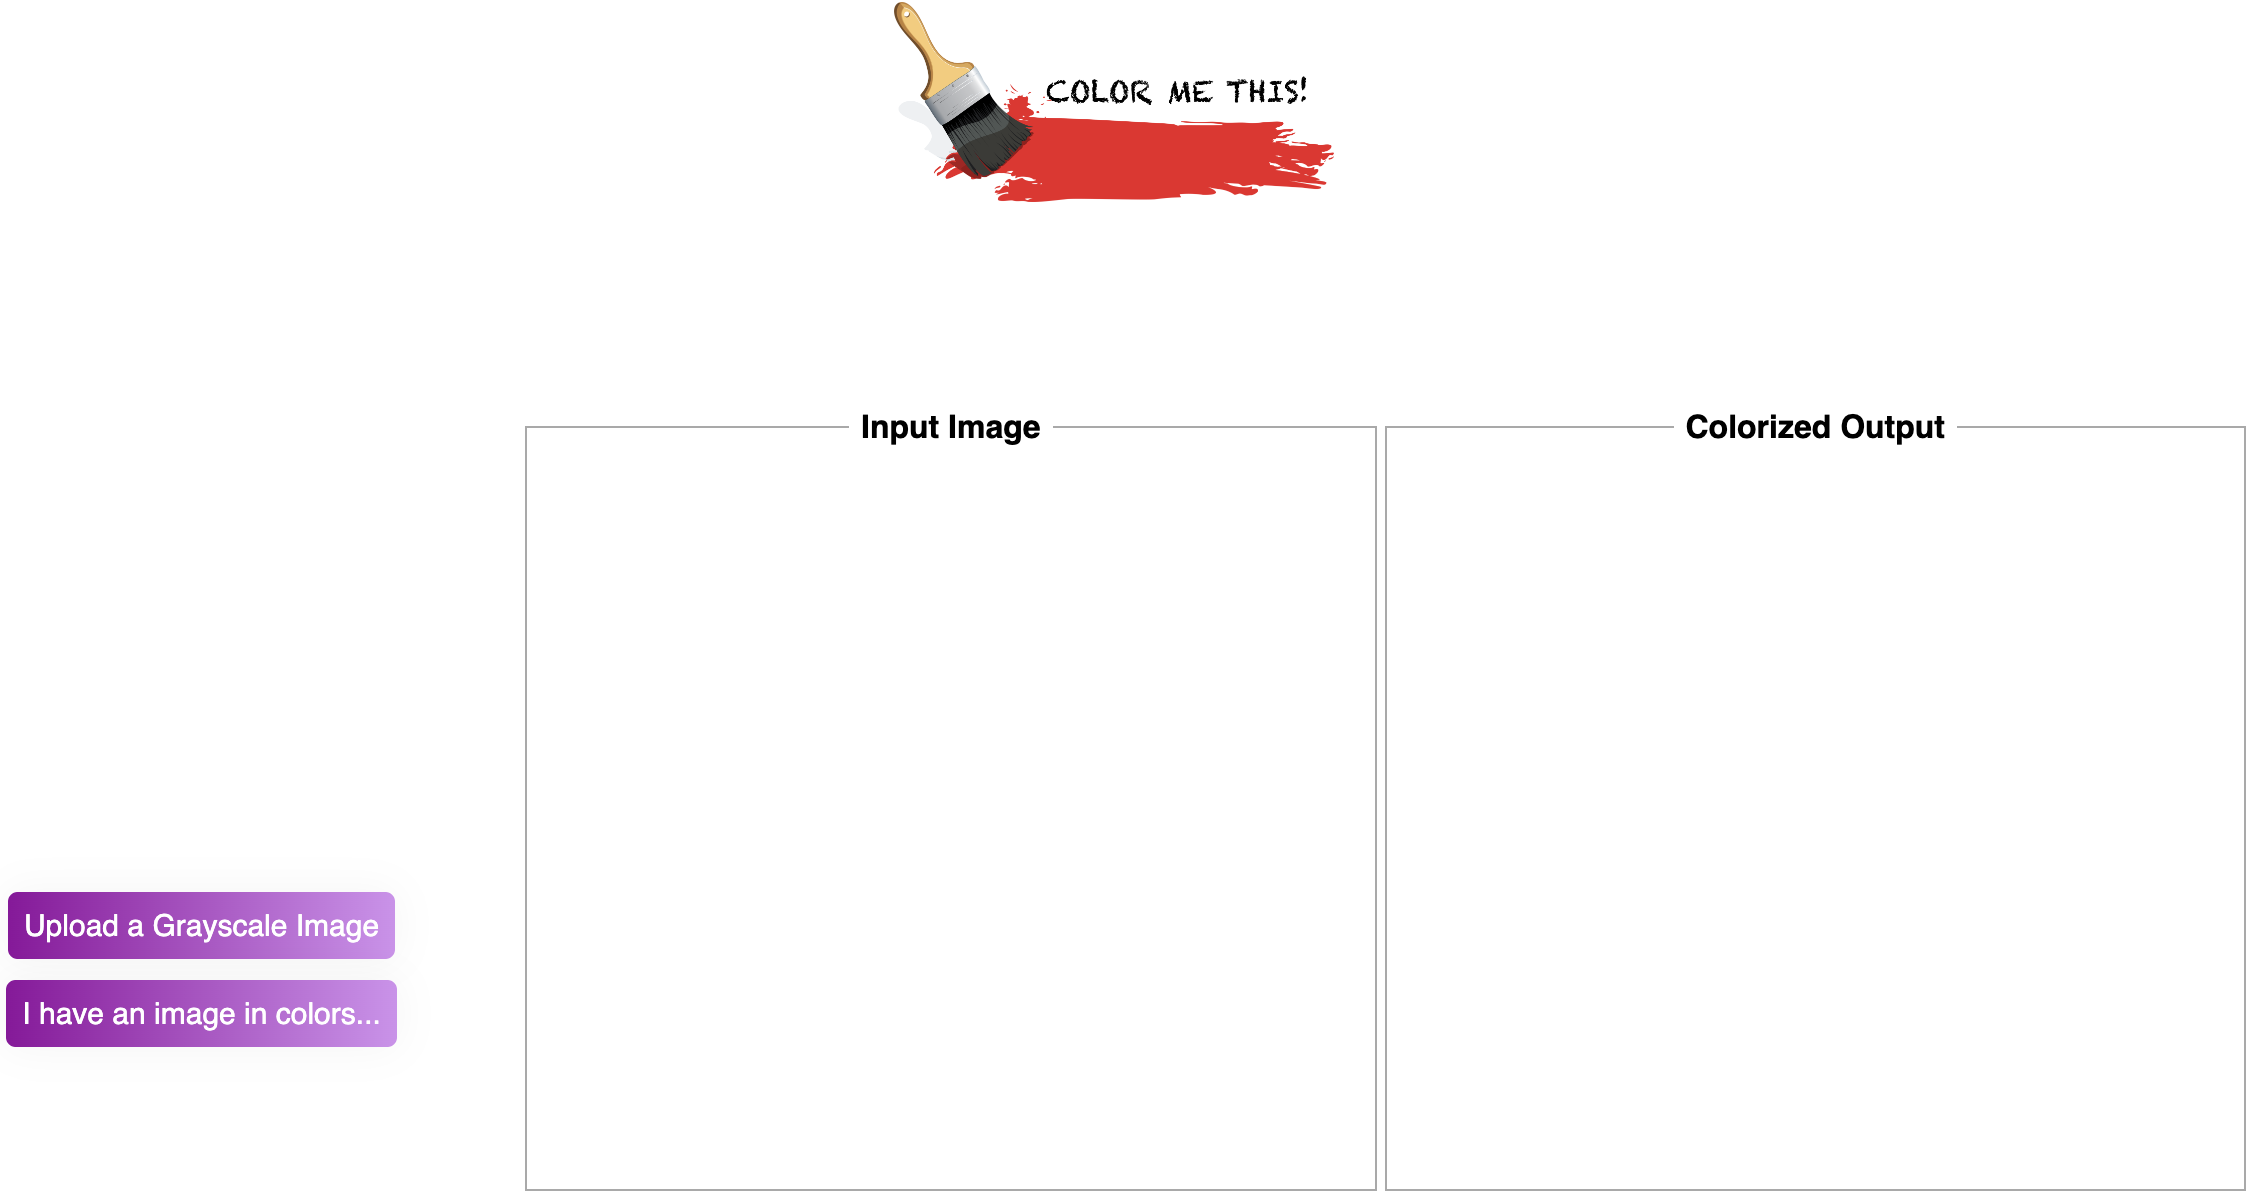 COLOR ME THIS!
Input Image
Colorized Output
Upload a Grayscale Image
I have an image in colors...